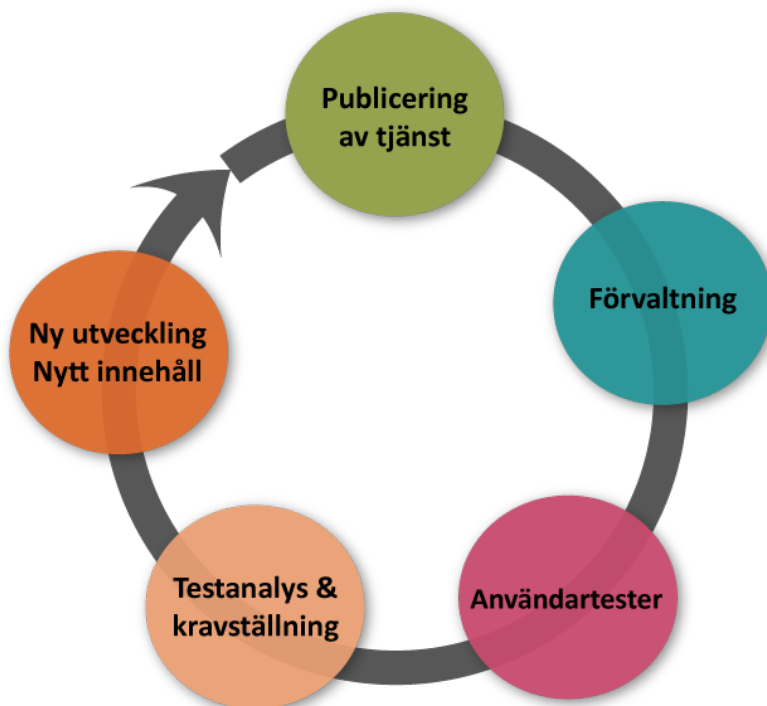 Publicering
av tjänst
Förvaltning
Användartester
Testanalys &
kravställning
Ny utveckling
Nytt innehåll